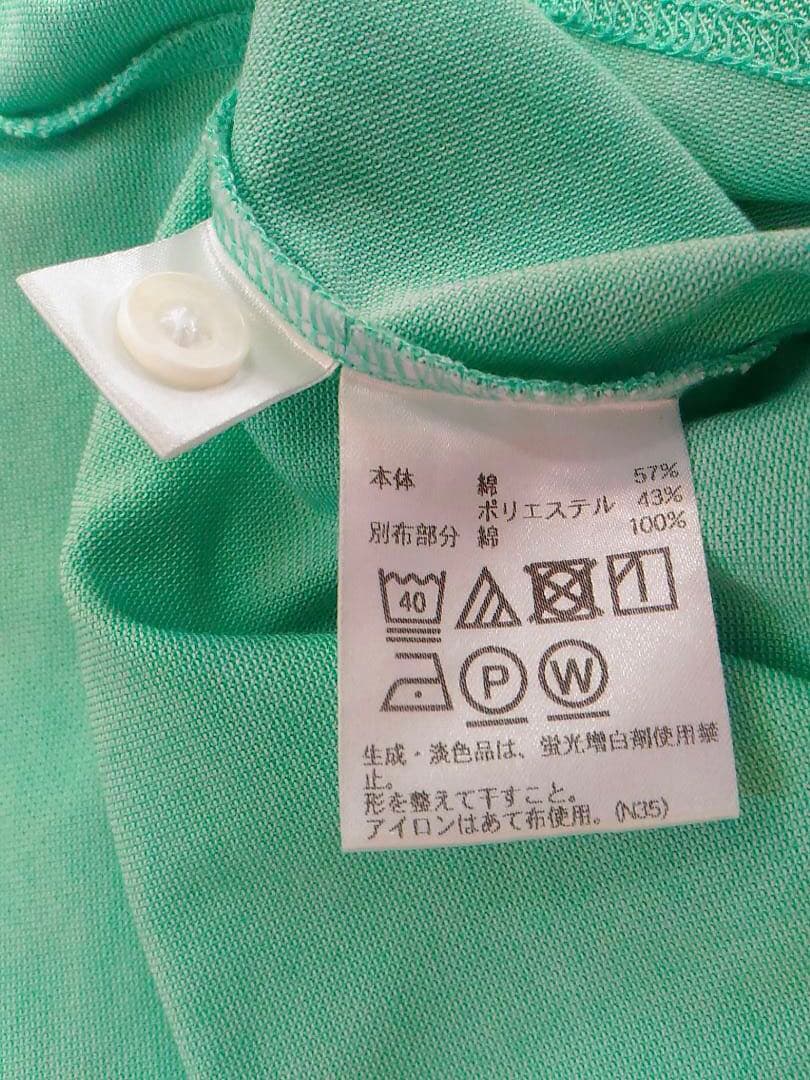 本体 綿 57%
ポリエステル 43%
別布部分 綿 100%
40
P W
生成・淡色品は、蛍光増白剤使用禁
止。
形を整えて干すこと。
アイロンはあて布使用。(N35)